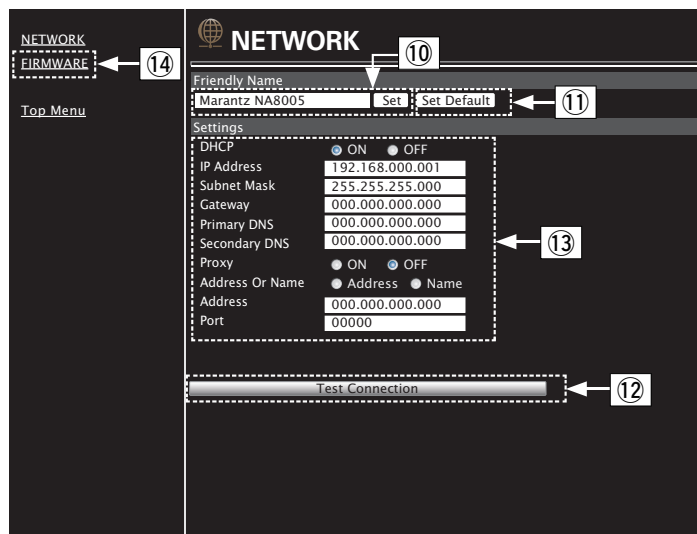 NETWORK
FIRMWARE
⑭
Top Menu
NETWORK
⑩
Friendly Name
Marantz NA8005 Set Set Default
⑪
Settings
DHCP ON OFF
IP Address 192.168.000.001
Subnet Mask 255.255.255.000
Gateway 000.000.000.000
Primary DNS 000.000.000.000
Secondary DNS 000.000.000.000
⑬
Proxy ON OFF
Address Or Name Address Name
Address 000.000.000.000
Port 00000
Test Connection
⑫